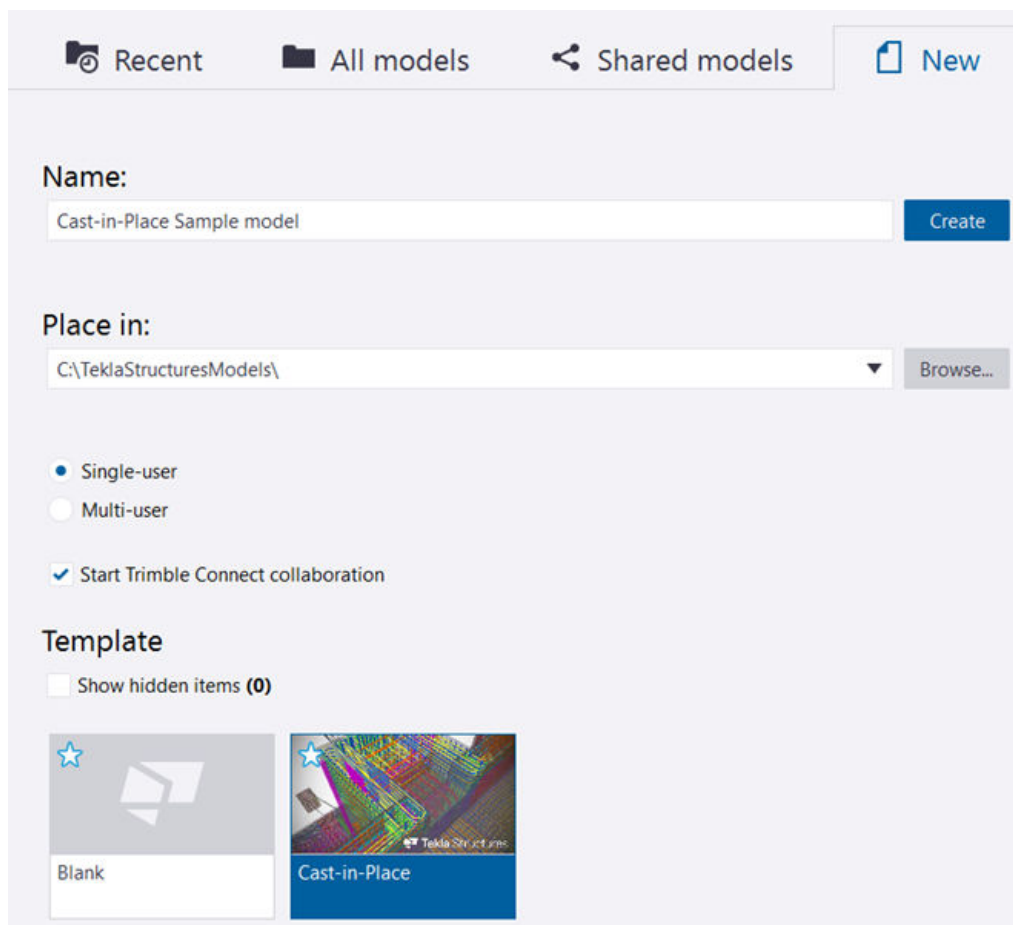 Recent All models Shared models New
Name:
Cast-in-Place Sample model Create
Place in:
C:\TeklaStructuresModels\ Browse...
Single-user
Multi-user
Start Trimble Connect collaboration
Template
Show hidden items (0)
Tekla Structures
Blank Cast-in-Place